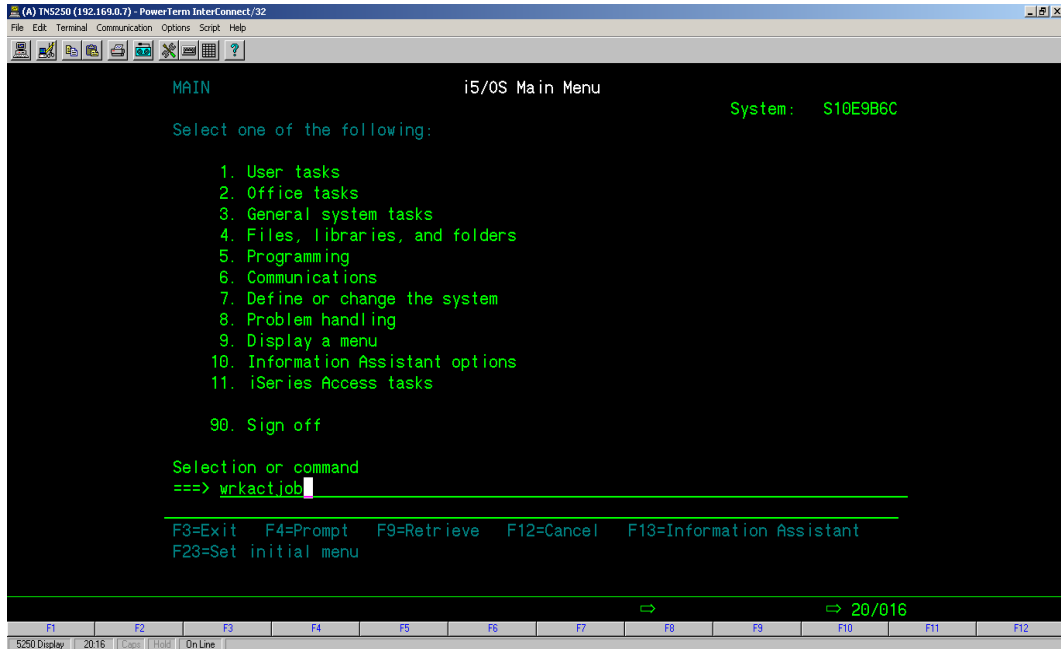 (A) TN5250 (192.169.0.7) - PowerTerm InterConnect/32
File Edit Terminal Communication Options Script Help
MAIN i5/OS Main Menu
System: S10E9B6C
Select one of the following:
1. User tasks
2. Office tasks
3. General system tasks
4. Files, libraries, and folders
5. Programming
6. Communications
7. Define or change the system
8. Problem handling
9. Display a menu
10. Information Assistant options
11. iSeries Access tasks
90. Sign off
Selection or command
===> wrkactjob
F3=Exit F4=Prompt F9=Retrieve F12=Cancel F13=Information Assistant
F23=Set initial menu
20/016
F1 F2 F3 F4 F5 F6 F7 F8 F9 F10 F11 F12
5250 Display 20:16 Caps Hold On Line